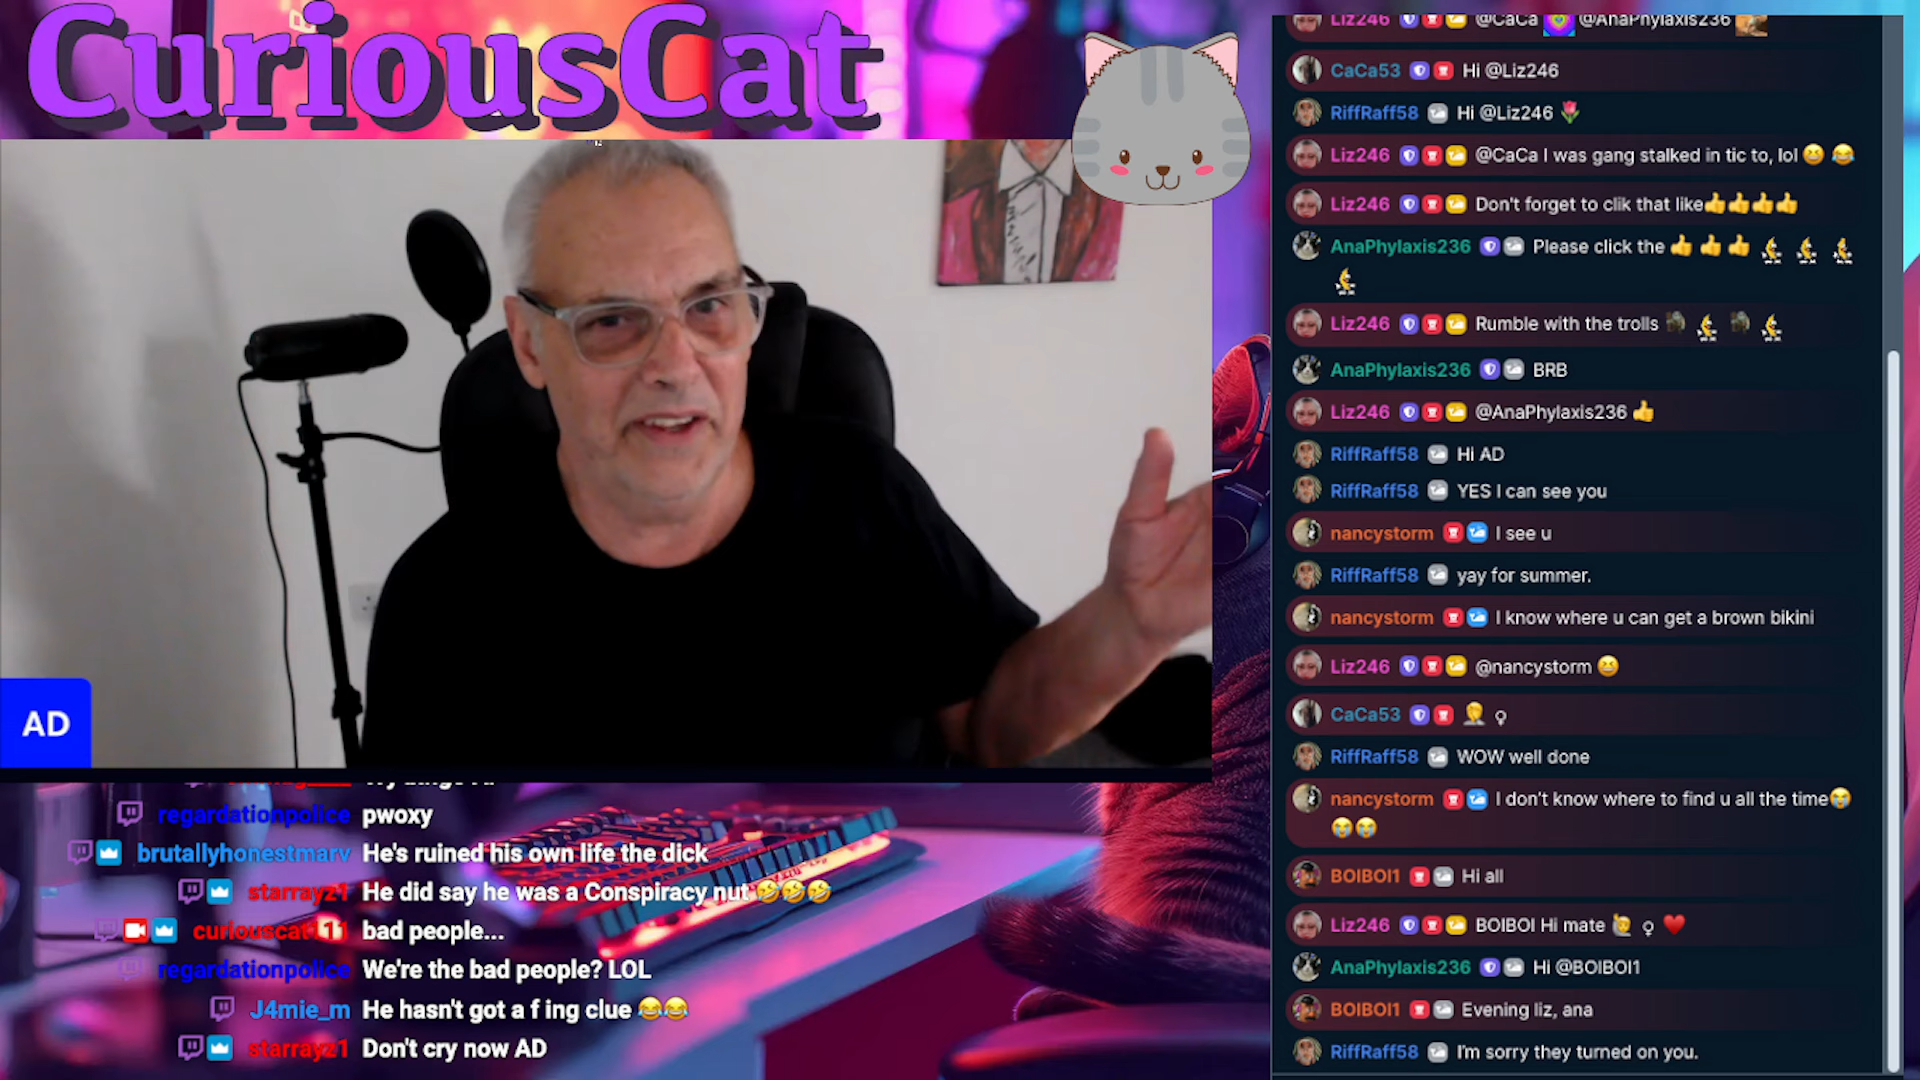 CuriousCat
AD
regardationpolice pwoxy
brutallyhonestmarv He's ruined his own life the dick
starrayz1 He did say he was a Conspiracy nut 🤣🤣🤣
curiouscat111 bad people...
regardationpolice We're the bad people? LOL
J4mie_m He hasn't got a f ing clue 😂😂
starrayz1 Don't cry now AD
Liz246 @CaCa @AnaPhylaxis236
CaCa53 Hi @Liz246
RiffRaff58 Hi @Liz246 🌷
Liz246 @CaCa I was gang stalked in tic to, lol 😆 😂
Liz246 Don't forget to clik that like👍👍👍👍
AnaPhylaxis236 Please click the 👍 👍 👍
Liz246 Rumble with the trolls
AnaPhylaxis236 BRB
Liz246 @AnaPhylaxis236 👍
RiffRaff58 Hi AD
RiffRaff58 YES I can see you
nancystorm I see u
RiffRaff58 yay for summer.
nancystorm I know where u can get a brown bikini
Liz246 @nancystorm 😆
CaCa53 🤦 ♀
RiffRaff58 WOW well done
nancystorm I don't know where to find u all the time😭
😭😭
BOIBOI1 Hi all
Liz246 BOIBOI Hi mate 🙋 ♀ ❤️
AnaPhylaxis236 Hi @BOIBOI1
BOIBOI1 Evening liz, ana
RiffRaff58 I'm sorry they turned on you.